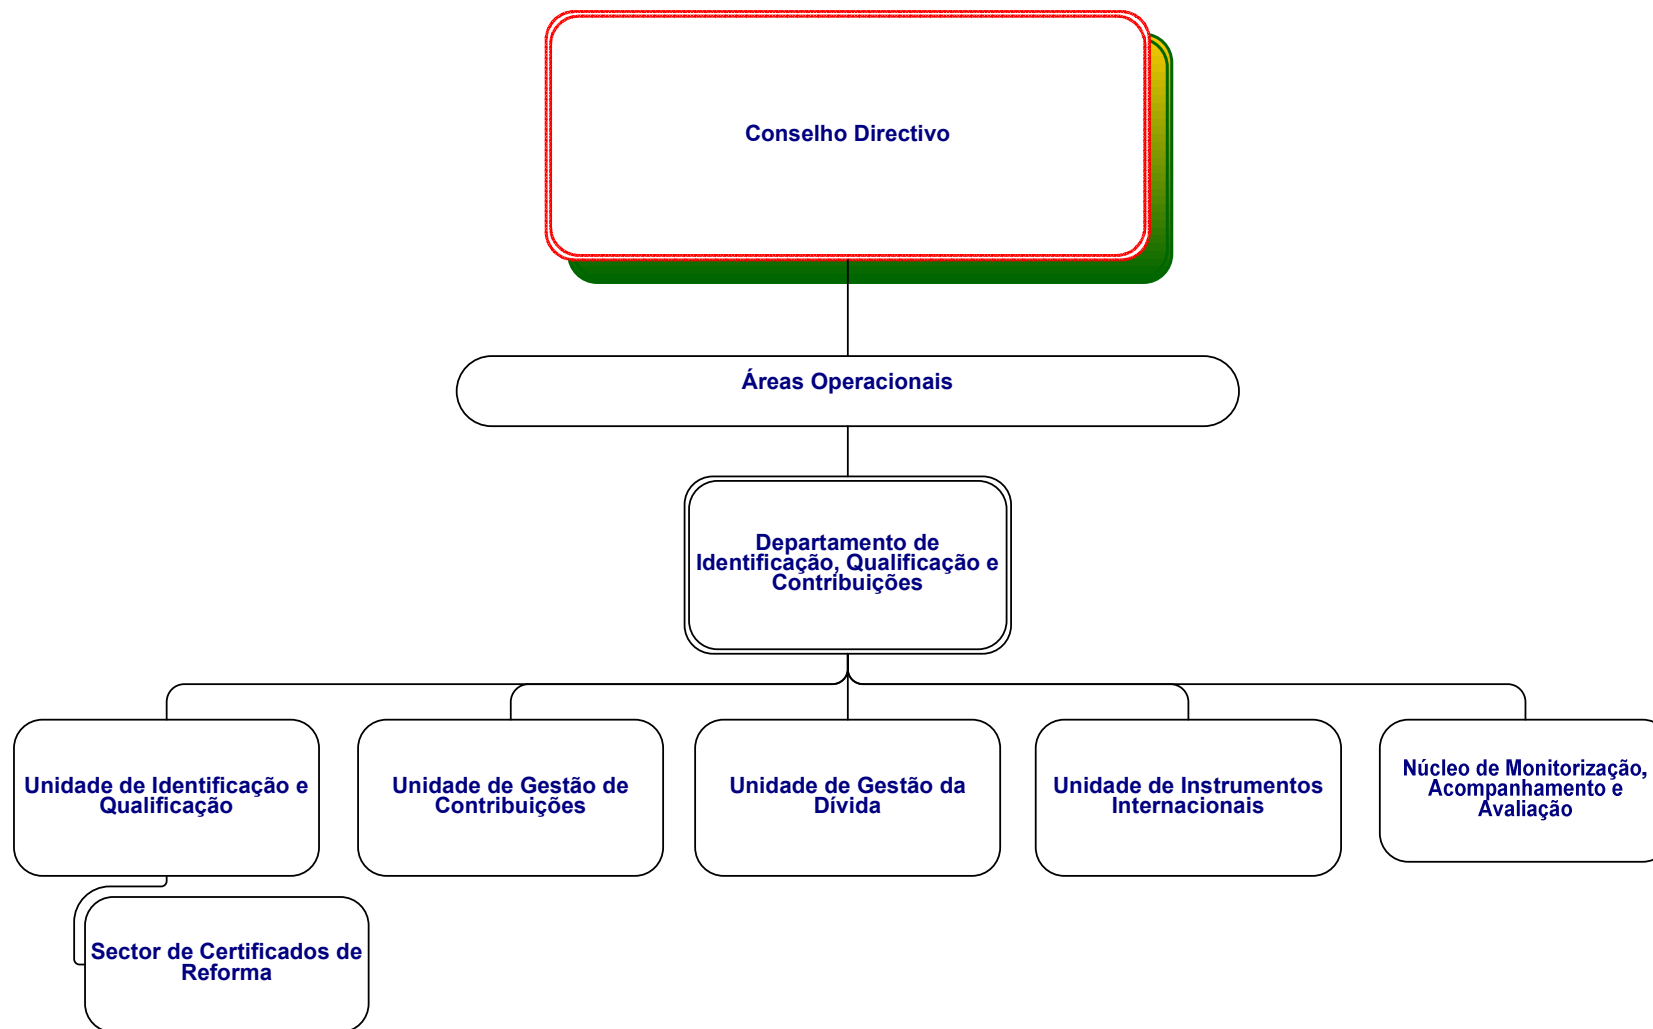 Conselho Directivo
Áreas Operacionais
Departamento de
Identificação, Qualificação e
Contribuições
Unidade de Identificação e
Qualificação
Unidade de Gestão de
Contribuições
Unidade de Gestão da
Dívida
Unidade de Instrumentos
Internacionais
Núcleo de Monitorização,
Acompanhamento e
Avaliação
Sector de Certificados de
Reforma